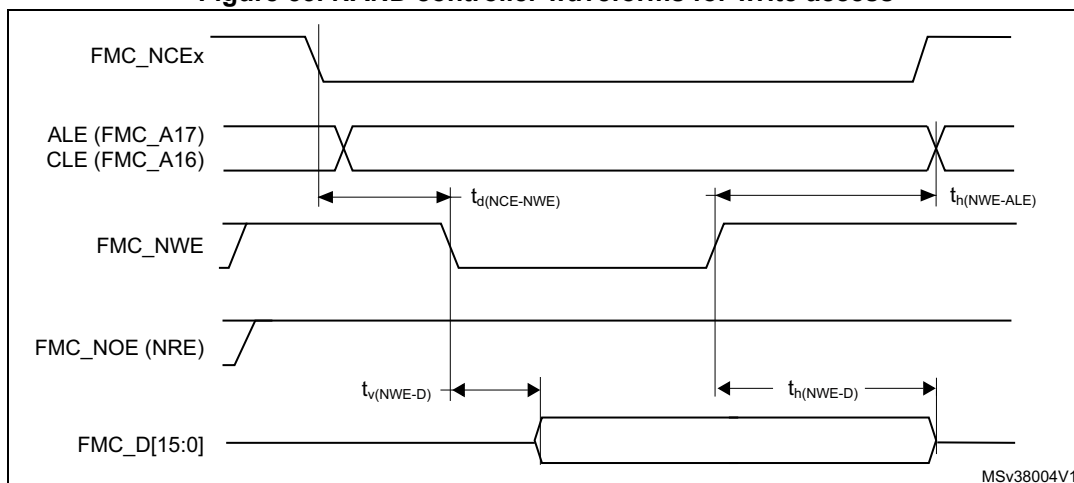 Figure NAND controller waveforms for write access
FMC_NCEx
ALE (FMC_A17)
CLE (FMC_A16)
td(NCE-NWE)
th(NWE-ALE)
FMC_NWE
FMC_NOE (NRE)
tv(NWE-D)
th(NWE-D)
FMC_D[15:0]
MSv38004V1